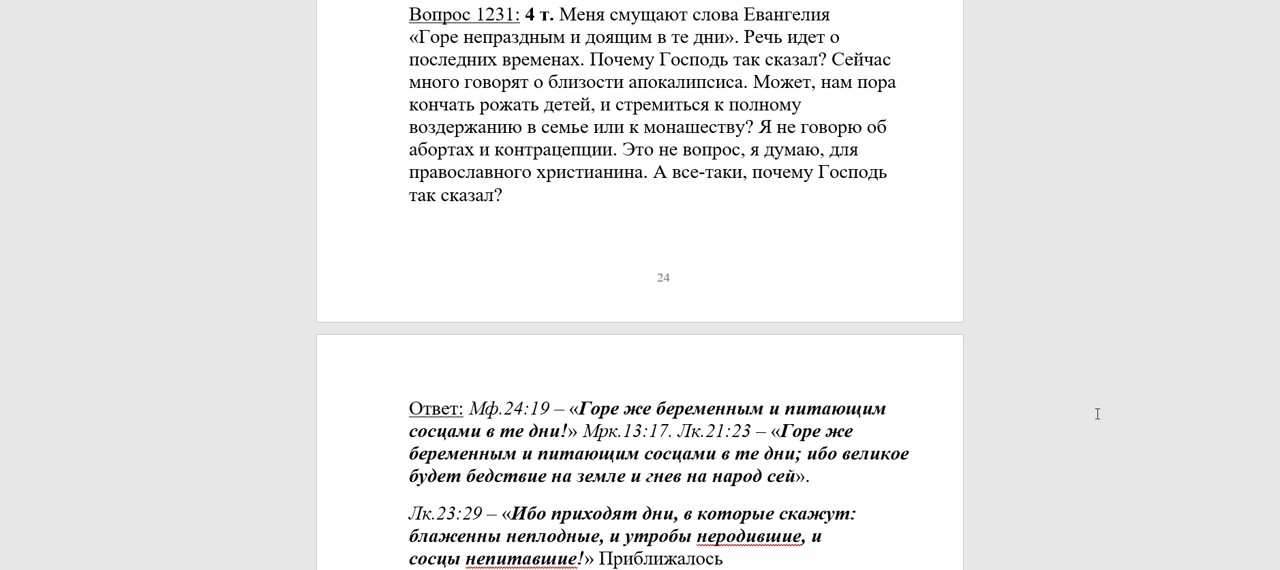 Вопрос 1231: 4 т. Меня смущают слова Евангелия
«Горе непраздным и доящим в те дни». Речь идет о
последних временах. Почему Господь так сказал? Сейчас
много говорят о близости апокалипсиса. Может, нам пора
кончать рожать детей, и стремиться к полному
воздержанию в семье или к монашеству? Я не говорю об
абортах и контрацепции. Это не вопрос, я думаю, для
православного христианина. А все-таки, почему Господь
так сказал?
24
Ответ: Мф.24:19 – «Горе же беременным и питающим
сосцами в те дни!» Мрк.13:17. Лк.21:23 – «Горе же
беременным и питающим сосцами в те дни; ибо великое
будет бедствие на земле и гнев на народ сей».
Лк.23:29 – «Ибо приходят дни, в которые скажут:
блаженны неплодные, и утробы неродившие, и
сосцы непитавшие!» Приближалось